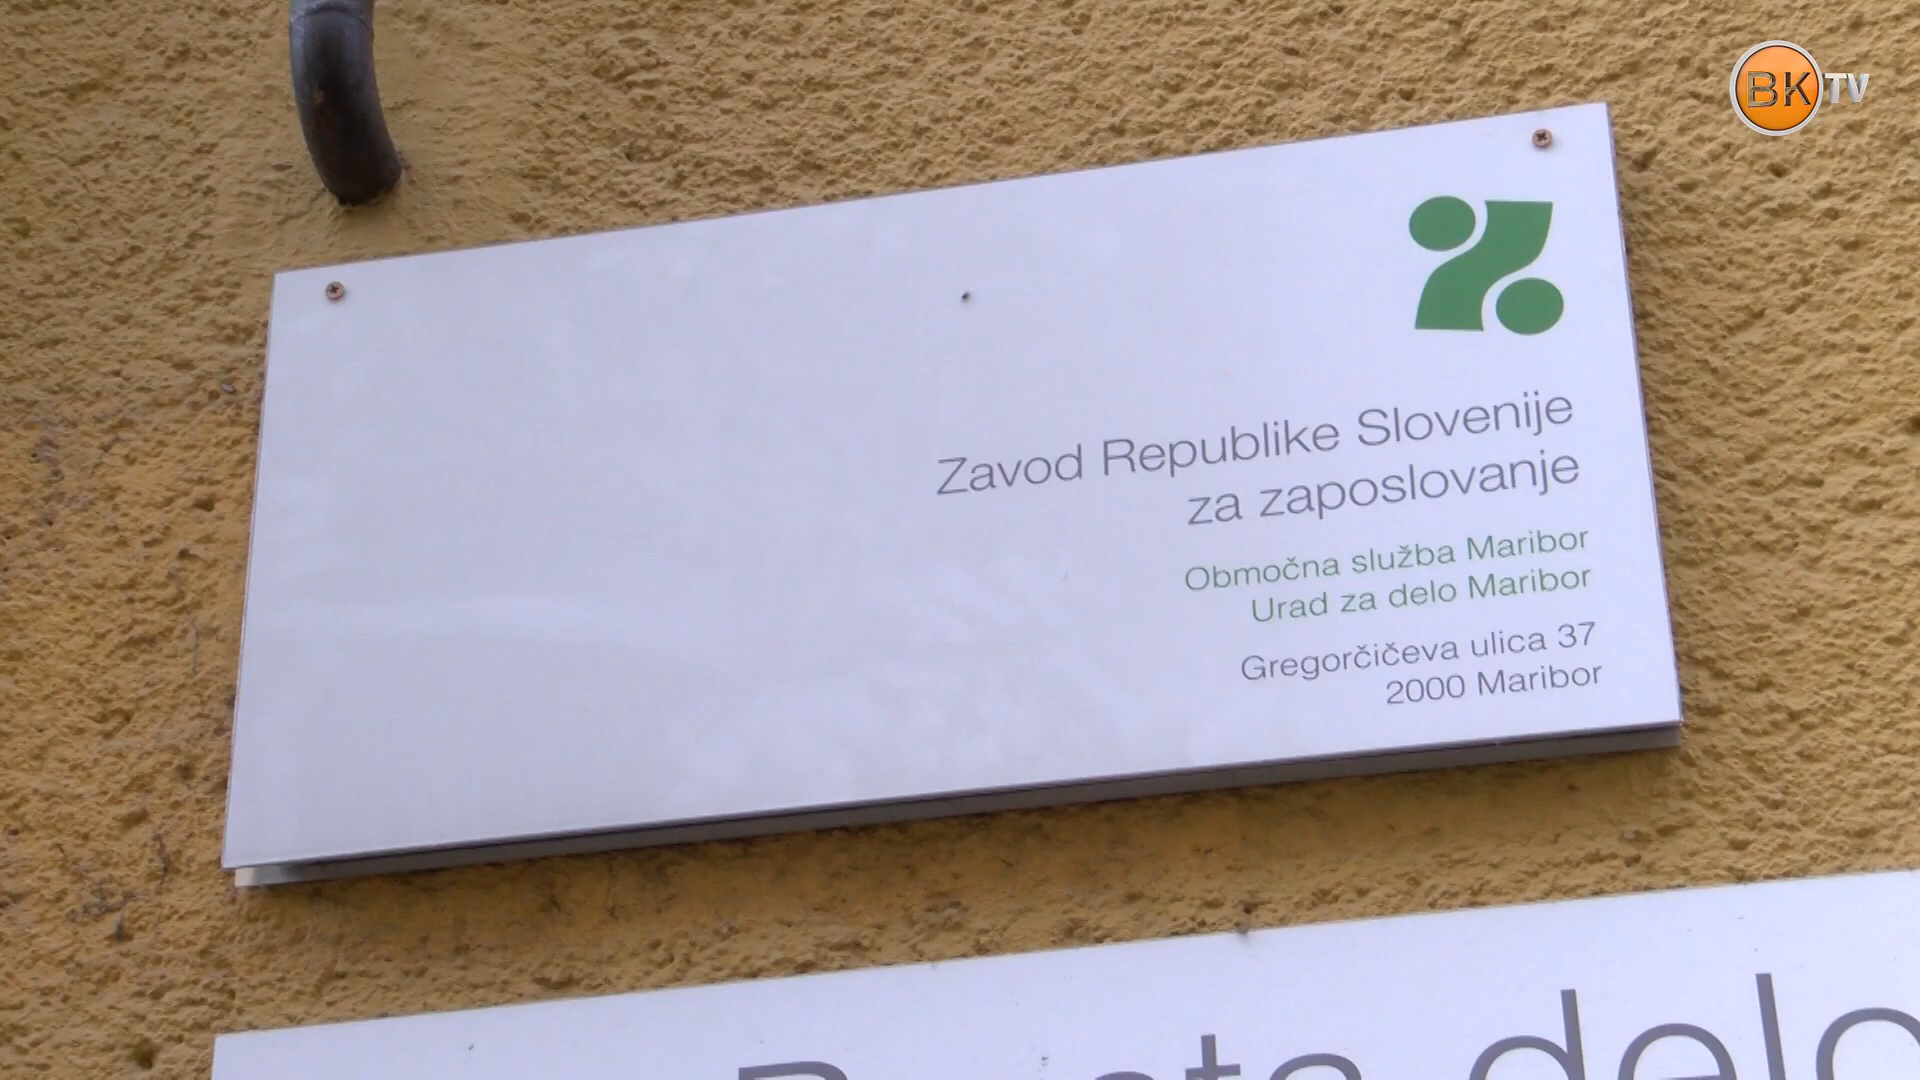 BK TV
Zavod Republike Slovenije
za zaposlovanje
Območna služba Maribor
Urad za delo Maribor
Gregorčičeva ulica 37
2000 Maribor
delo